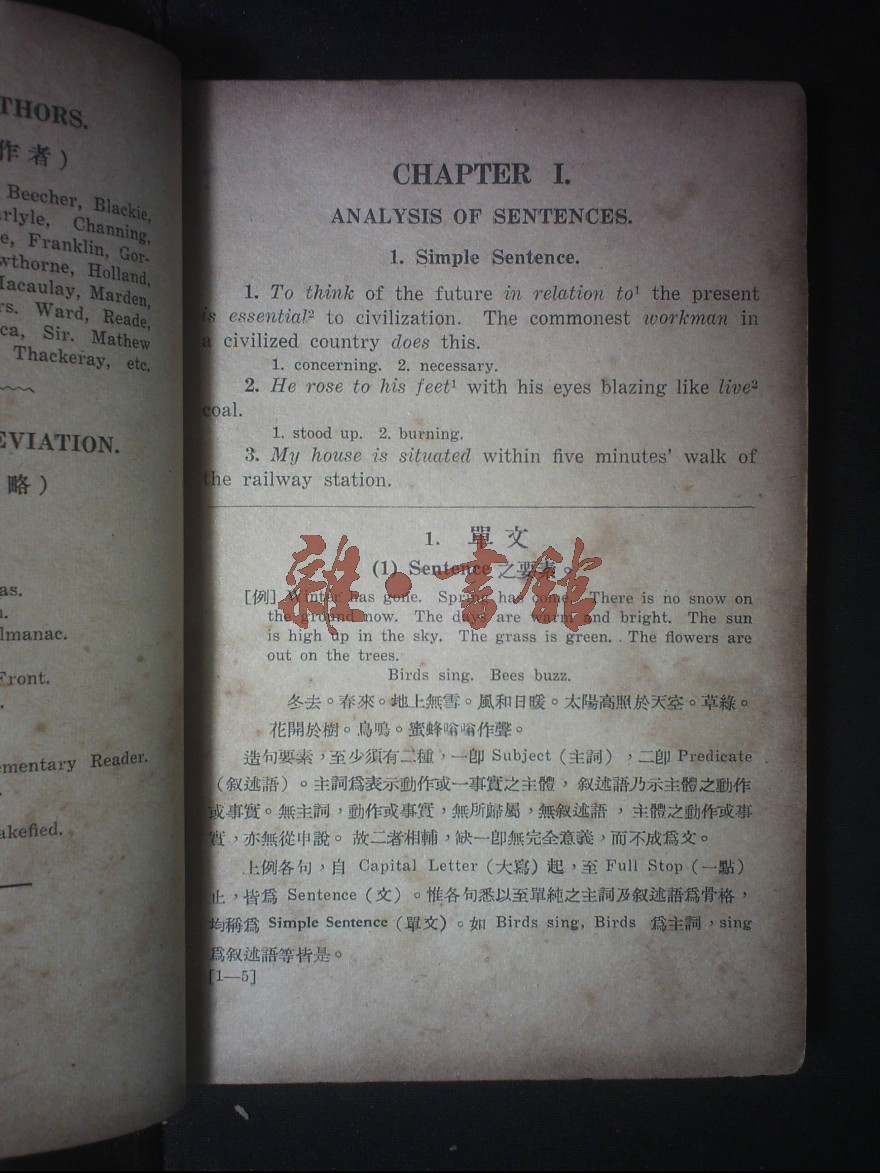 THORS.
作者)
Beecher, Blackie,
rlyle, Channing,
e, Franklin, Gor-
wthorne, Holland,
Macaulay, Marden,
rs. Ward, Reade,
ca, Sir. Mathew
Thackeray, etc.
EVIATION.
略)
as.
lmanac.
Front.
ementary Reader.
akefied.
CHAPTER I.
ANALYSIS OF SENTENCES.
1. Simple Sentence.
1. To think of the future in relation to¹ the present
is essential² to civilization. The commonest workman in
a civilized country does this.
1. concerning. 2. necessary.
2. He rose to his feet¹ with his eyes blazing like live²
coal.
1. stood up. 2. burning.
3. My house is situated within five minutes' walk of
the railway station.
1. 單文
(1) Sentence 之要素。
[例] Winter has gone. Spring has come. There is no snow on
the ground now. The days are warm and bright. The sun
is high up in the sky. The grass is green. The flowers are
out on the trees.
Birds sing. Bees buzz.
冬去。春來。地上無雪。風和日暖。太陽高照於天空。草綠。
花開於樹。鳥鳴。蜜蜂嗡嗡作聲。
造句要素,至少須有二種,一卽 Subject (主詞),二卽 Predicate
(叙述語)。主詞爲表示動作或一事實之主體,叙述語乃示主體之動作
或事實。無主詞,動作或事實,無所歸屬,無叙述語,主體之動作或事
實,亦無從申說。故二者相輔,缺一卽無完全意義,而不成爲文。
上例各句,自 Capital Letter (大寫) 起,至 Full Stop (一點)
止,皆爲 Sentence (文)。惟各句悉以至單純之主詞及叙述語爲骨格,
均稱爲 Simple Sentence (單文)。如 Birds sing, Birds 爲主詞,sing
爲叙述語等皆是。
[1—5]
雜·書館